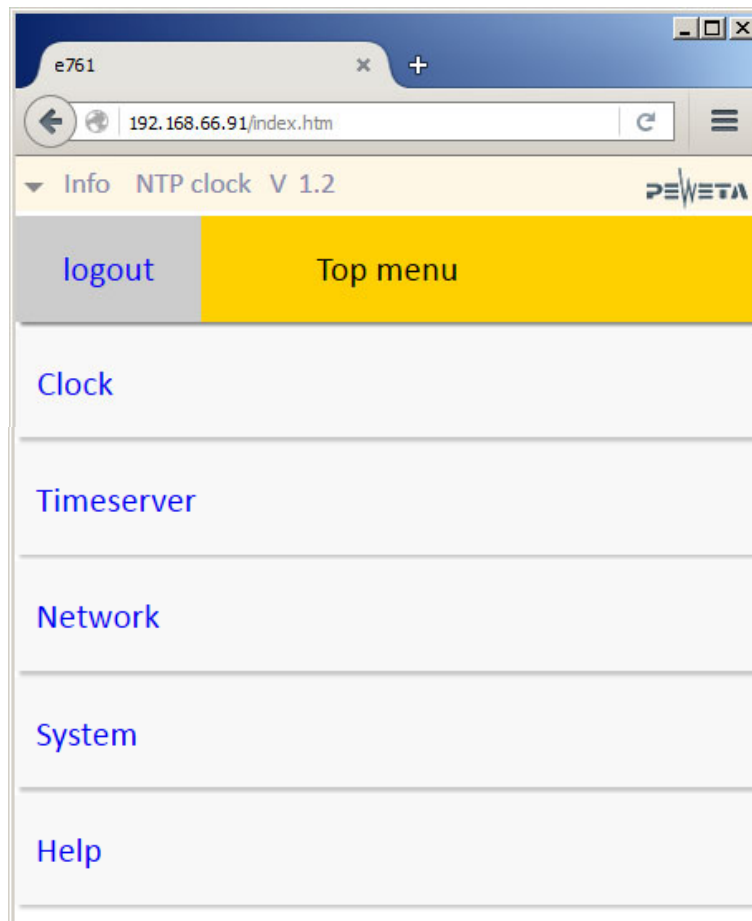 e761
192.168.66.91/index.htm
Info NTP clock V 1.2
PEWETA
logout Top menu
Clock
Timeserver
Network
System
Help